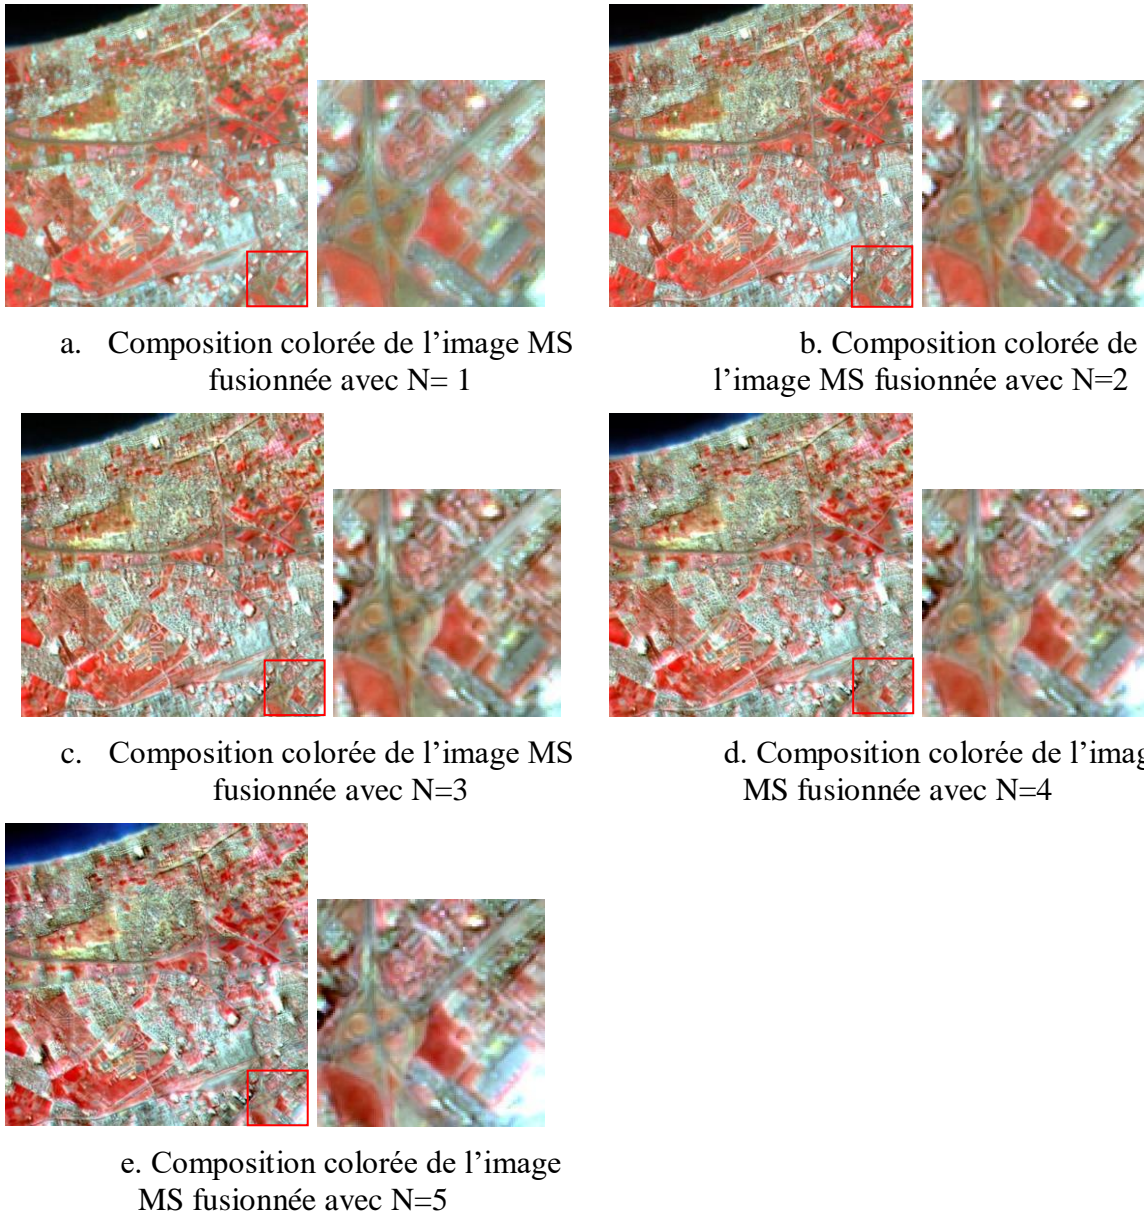 a. Composition colorée de l’image MS
fusionnée avec N= 1
b. Composition colorée de
l’image MS fusionnée avec N=2
c. Composition colorée de l’image MS
fusionnée avec N=3
d. Composition colorée de l’imag
MS fusionnée avec N=4
e. Composition colorée de l’image
MS fusionnée avec N=5